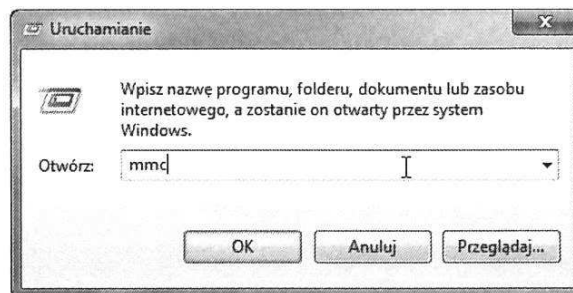 Uruchamianie
Wpisz nazwę programu, folderu, dokumentu lub zasobu
internetowego, a zostanie on otwarty przez system
Windows.
Otwórz: mmc
OK Anuluj Przeglądaj...